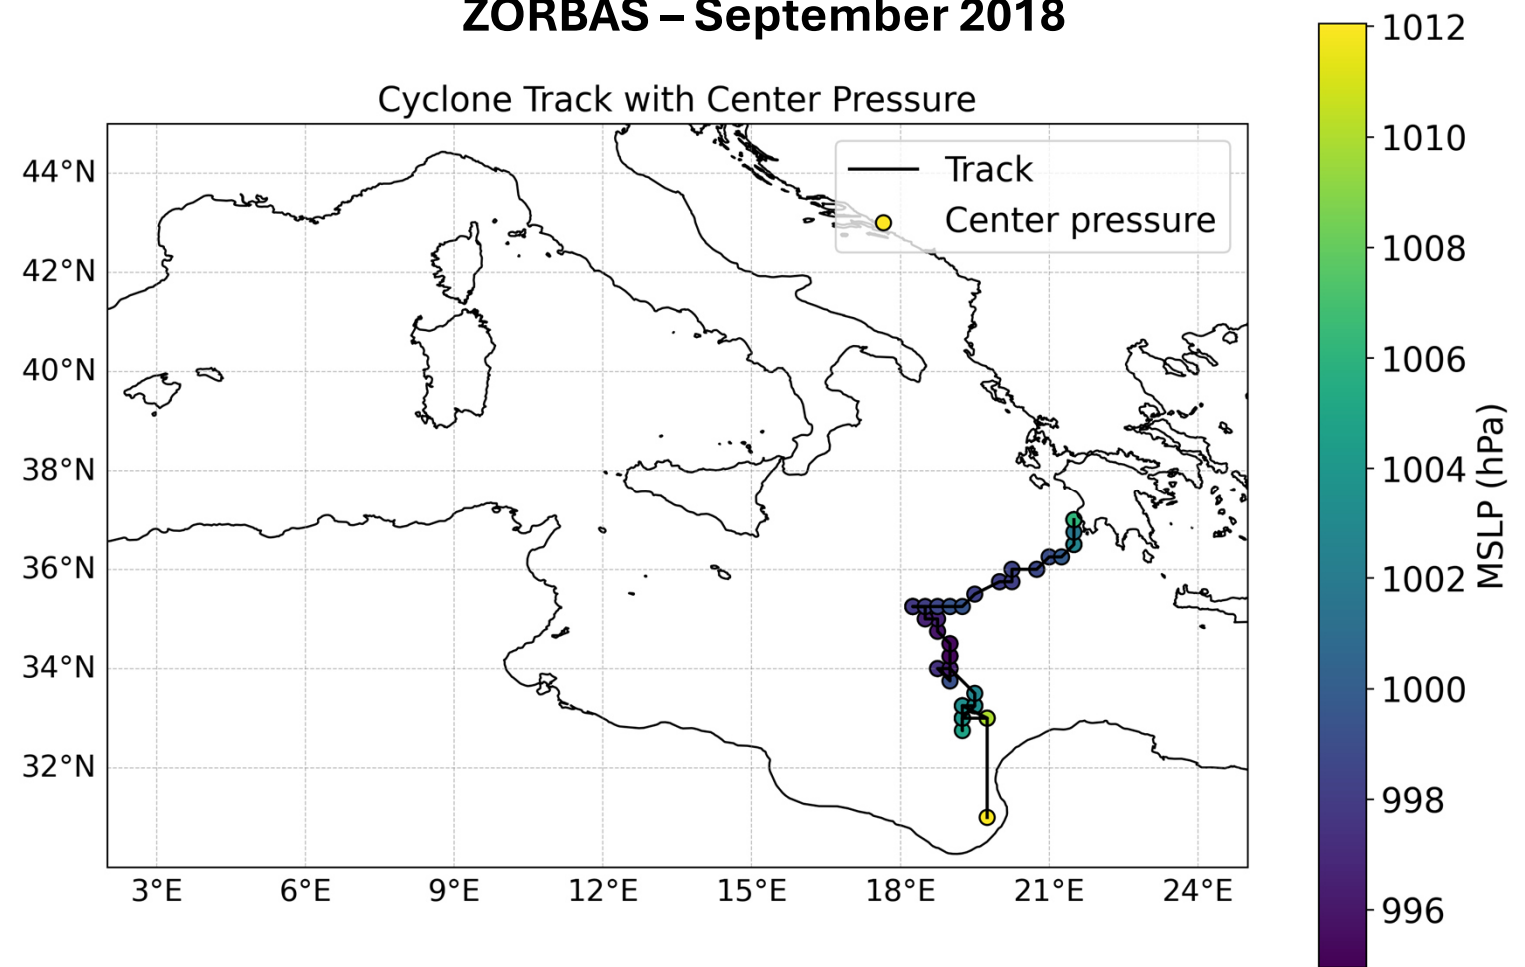 ZORBAS – September 2018
Cyclone Track with Center Pressure
Track
Center pressure
44°N
42°N
40°N
38°N
36°N
34°N
32°N
3°E
6°E
9°E
12°E
15°E
18°E
21°E
24°E
1012
1010
1008
1006
1004
1002
1000
998
996
MSLP (hPa)